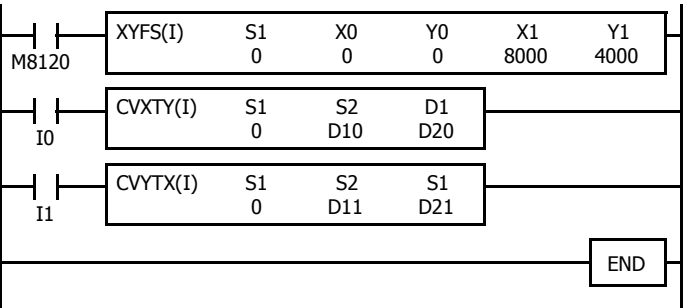 XYFS(I) S1 X0 Y0 X1 Y1
0 0 0 8000 4000
M8120
CVXTY(I) S1 S2 D1
0 D10 D20
I0
CVYTX(I) S1 S2 S1
0 D11 D21
I1
END